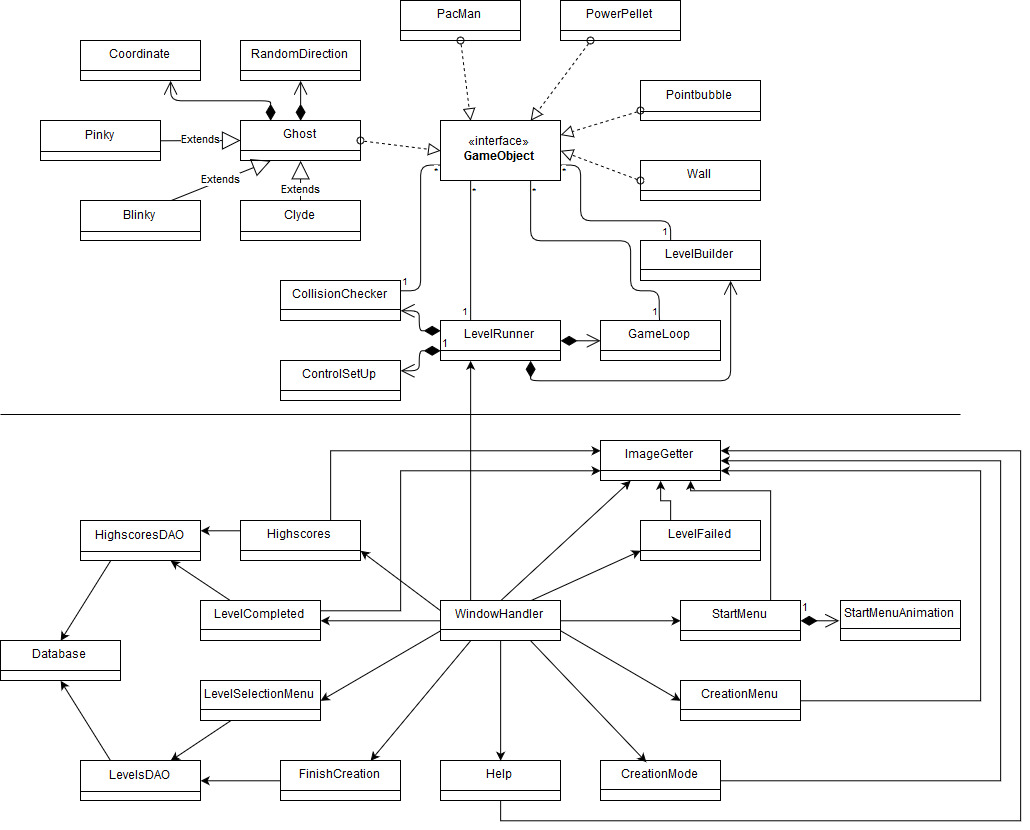 PacMan
PowerPellet
Coordinate
RandomDirection
Pointbubble
Pinky
Extends
Ghost
«interface»
GameObject
Wall
*
*
*
*
Extends
Extends
Blinky
Clyde
1
LevelBuilder
1
CollisionChecker
1
1
LevelRunner
GameLoop
1
ControlSetUp
ImageGetter
HighscoresDAO
Highscores
LevelFailed
LevelCompleted
WindowHandler
StartMenu
1
StartMenuAnimation
Database
LevelSelectionMenu
CreationMenu
LevelsDAO
FinishCreation
Help
CreationMode